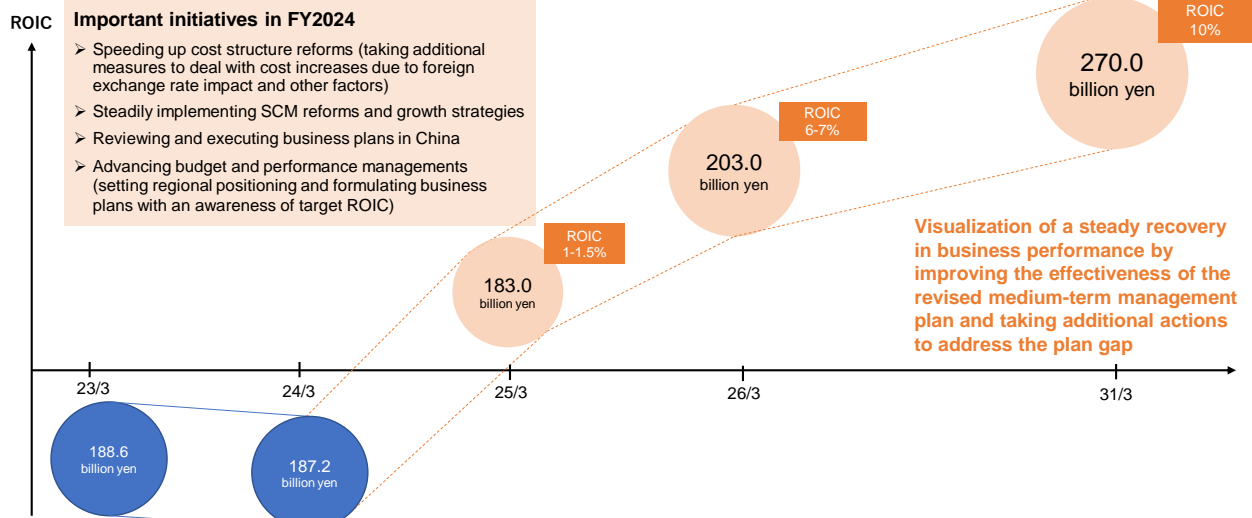 ROIC
Important initiatives in FY2024
➢ Speeding up cost structure reforms (taking additional
measures to deal with cost increases due to foreign
exchange rate impact and other factors)
➢ Steadily implementing SCM reforms and growth strategies
➢ Reviewing and executing business plans in China
➢ Advancing budget and performance managements
(setting regional positioning and formulating business
plans with an awareness of target ROIC)
ROIC
10%
270.0
billion yen
ROIC
6-7%
203.0
billion yen
ROIC
1-1.5%
183.0
billion yen
Visualization of a steady recovery
in business performance by
improving the effectiveness of the
revised medium-term management
plan and taking additional actions
to address the plan gap
23/3
24/3
25/3
26/3
31/3
188.6
billion yen
187.2
billion yen